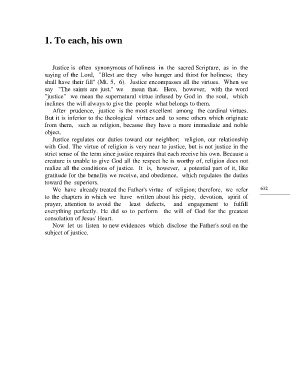 1. To each, his own
Justice is often synonymous of holiness in the sacred Scripture, as in the
saying of the Lord, "Blest are they who hunger and thirst for holiness; they
shall have their fill" (Mt. 5, 6). Justice encompasses all the virtues. When we
say "The saints are just," we mean that. Here, however, with the word
"justice" we mean the supernatural virtue infused by God in the soul, which
inclines the will always to give the people what belongs to them.
After prudence, justice is the most excellent among the cardinal virtues.
But it is inferior to the theological virtues and to some others which originate
from them, such as religion, because they have a more immediate and noble
object.
Justice regulates our duties toward our neighbor; religion, our relationship
with God. The virtue of religion is very near to justice, but is not justice in the
strict sense of the term since justice requires that each receive his own. Because a
creature is unable to give God all the respect he is worthy of, religion does not
realize all the conditions of justice. It is, however, a potential part of it, like
gratitude for the benefits we receive, and obedience, which regulates the duties
toward the superiors.
We have already treated the Father's virtue of religion; therefore, we refer
to the chapters in which we have written about his piety, devotion, spirit of
prayer, attention to avoid the least defects, and engagement to fulfill
everything perfectly. He did so to perform the will of God for the greatest
consolation of Jesus' Heart.
Now let us listen to new evidences which disclose the Father's soul on the
subject of justice.
632